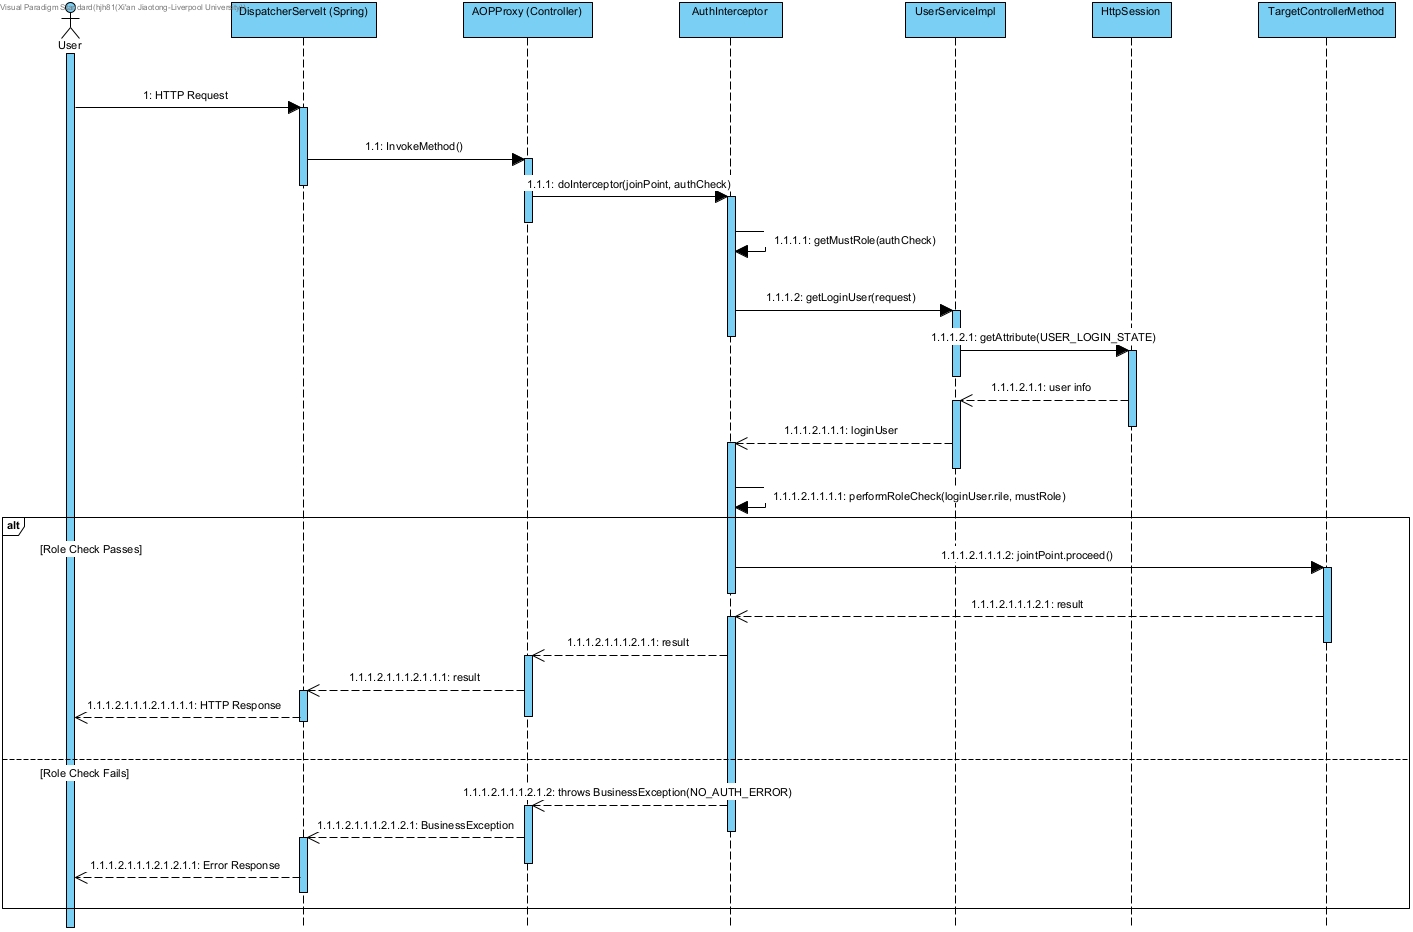 Visual Paradigm Standard(hjh81(Xi'an Jiaotong-Liverpool University
DispatcherServelt (Spring)
AOPProxy (Controller)
AuthInterceptor
UserServiceImpl
HttpSession
TargetControllerMethod
User
1: HTTP Request
1.1: InvokeMethod()
1.1.1: doInterceptor(joinPoint, authCheck)
1.1.1.1: getMustRole(authCheck)
1.1.1.2: getLoginUser(request)
1.1.1.2.1: getAttribute(USER_LOGIN_STATE)
1.1.1.2.1.1: user info
1.1.1.2.1.1.1: loginUser
1.1.1.2.1.1.1.1: performRoleCheck(loginUser.rile, mustRole)
alt
[Role Check Passes]
1.1.1.2.1.1.1.2: jointPoint.proceed()
1.1.1.2.1.1.1.2.1: result
1.1.1.2.1.1.1.2.1.1: result
1.1.1.2.1.1.1.2.1.1.1: result
1.1.1.2.1.1.1.2.1.1.1.1: HTTP Response
[Role Check Fails]
1.1.1.2.1.1.1.2.1.2: throws BusinessException(NO_AUTH_ERROR)
1.1.1.2.1.1.1.2.1.2.1: BusinessException
1.1.1.2.1.1.1.2.1.2.1.1: Error Response